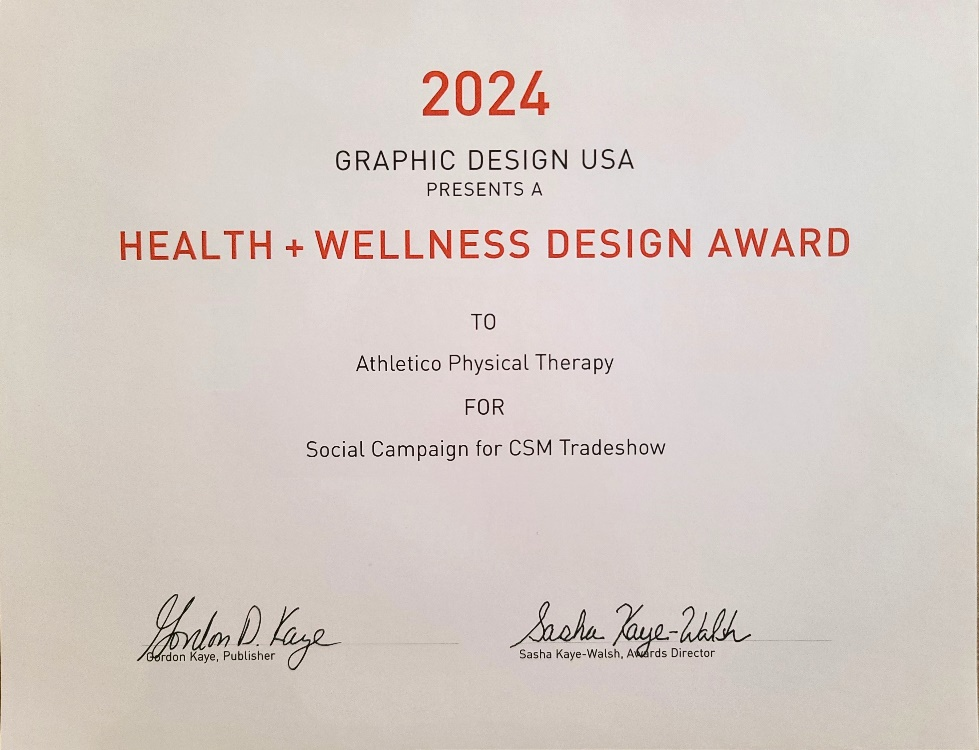 2024
GRAPHIC DESIGN USA
PRESENTS A
HEALTH + WELLNESS DESIGN AWARD
TO
Athletico Physical Therapy
FOR
Social Campaign for CSM Tradeshow
Gordon D. Kaye
Gordon Kaye, Publisher
Sasha Kaye-Walsh
Sasha Kaye-Walsh, Awards Director